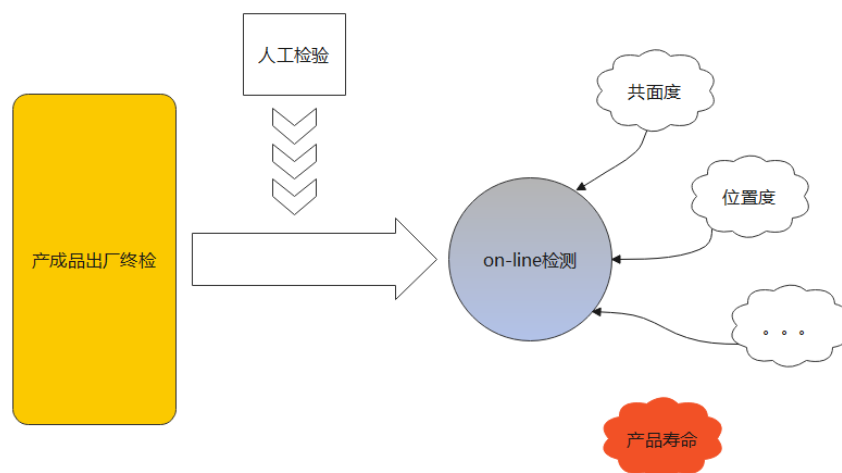 人工检验
共面度
位置度
产成品出厂终检
on-line检测
。。。
产品寿命